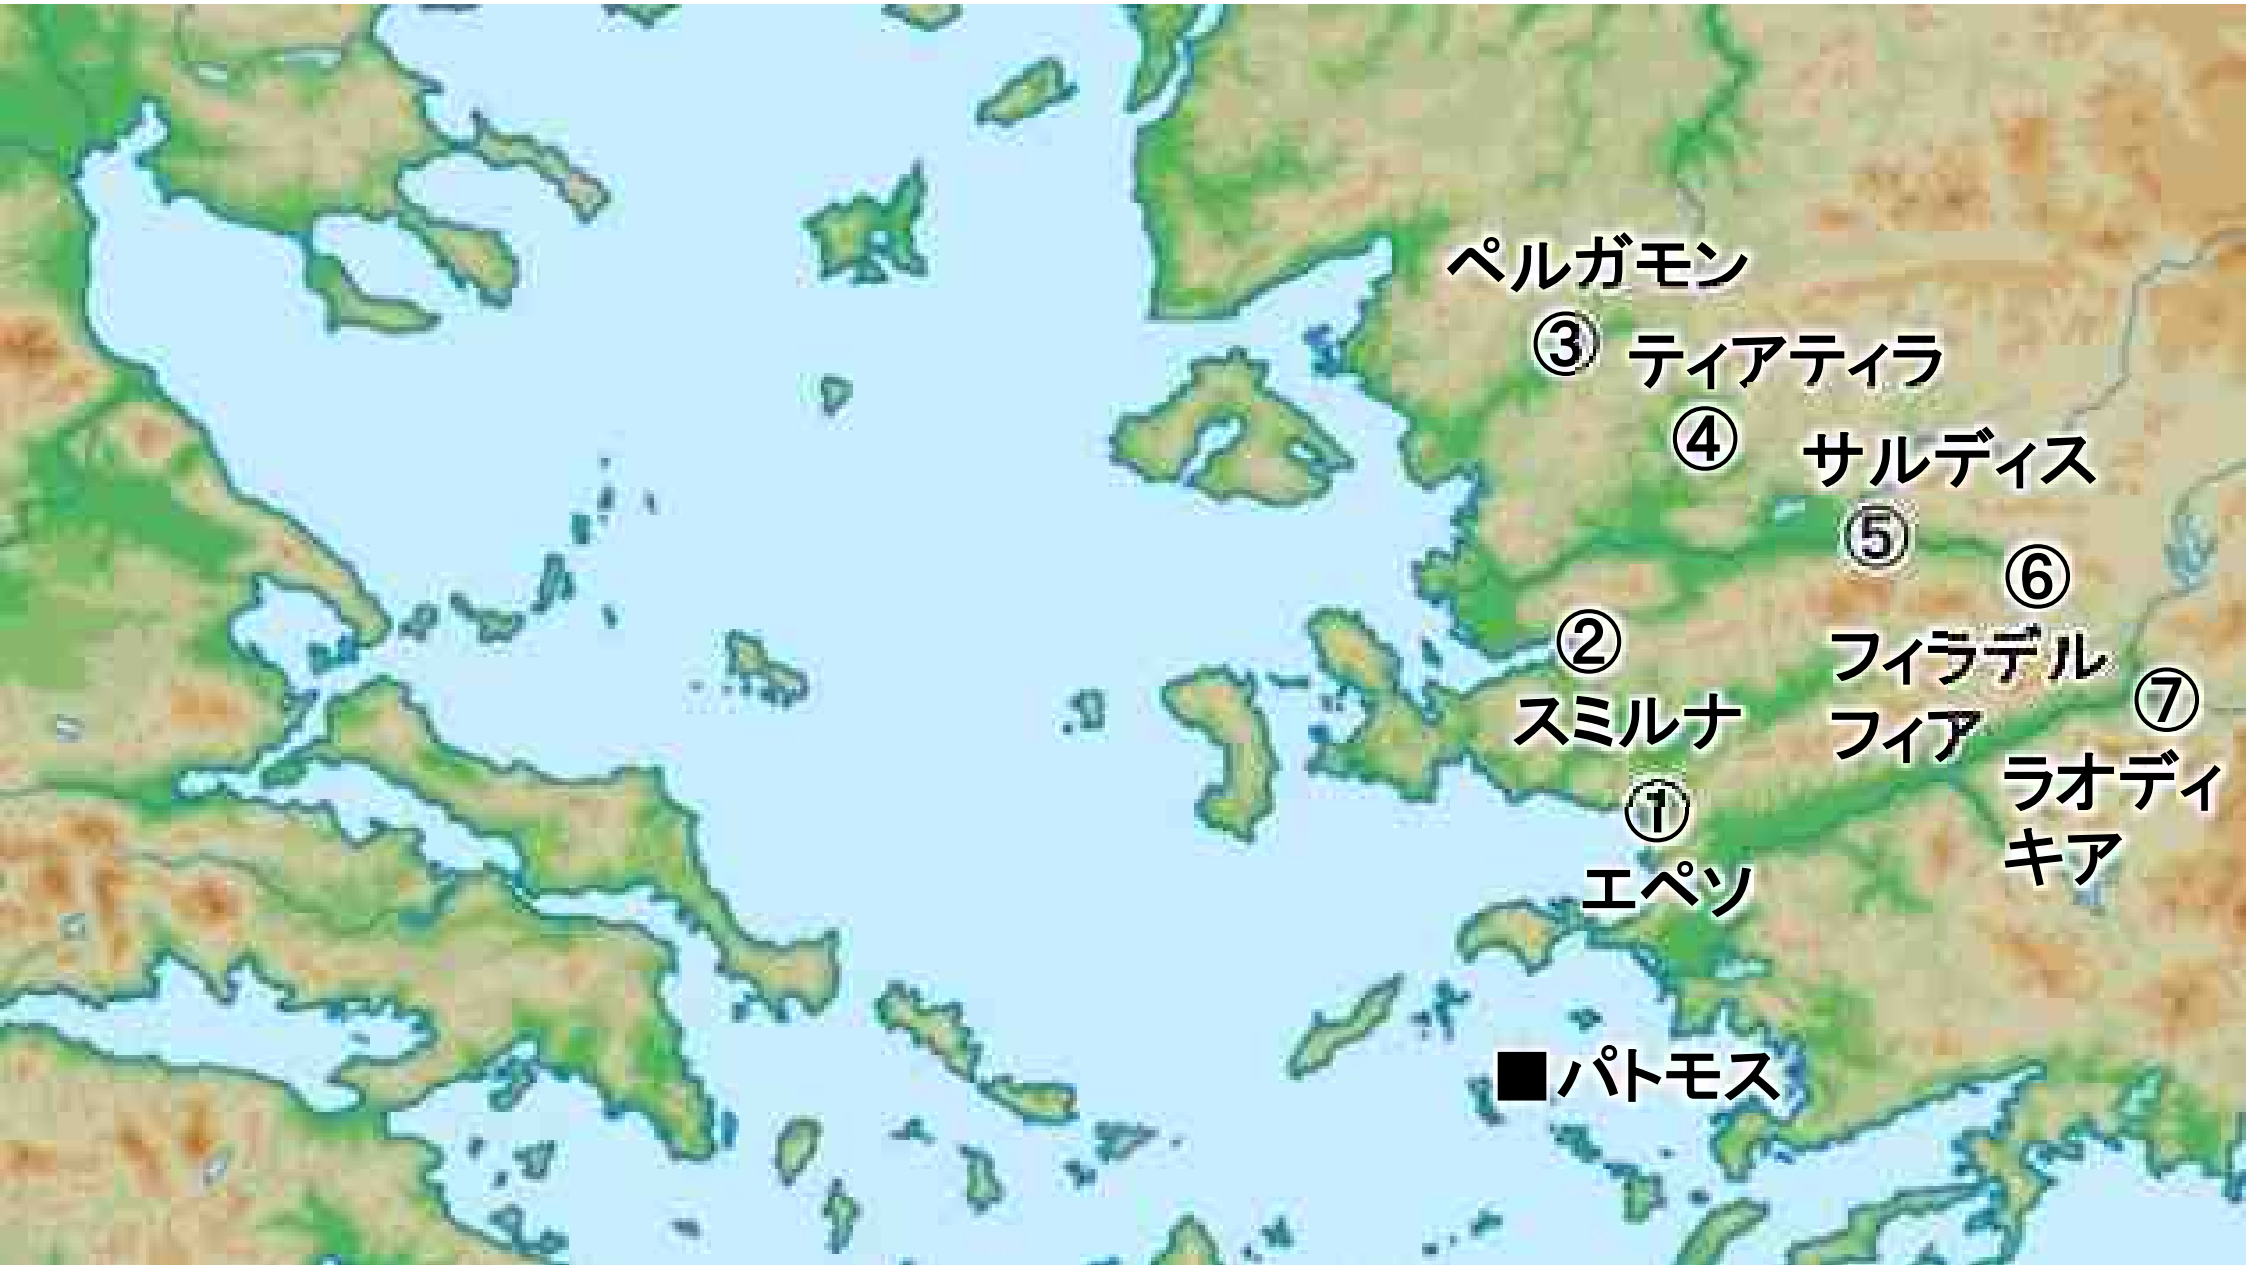 ペルガモン
③
ティアティラ
④
サルディス
⑤
⑥
フィラデル
フィア
②
スミルナ
⑦
ラオディ
キア
①
エペソ
■パトモス